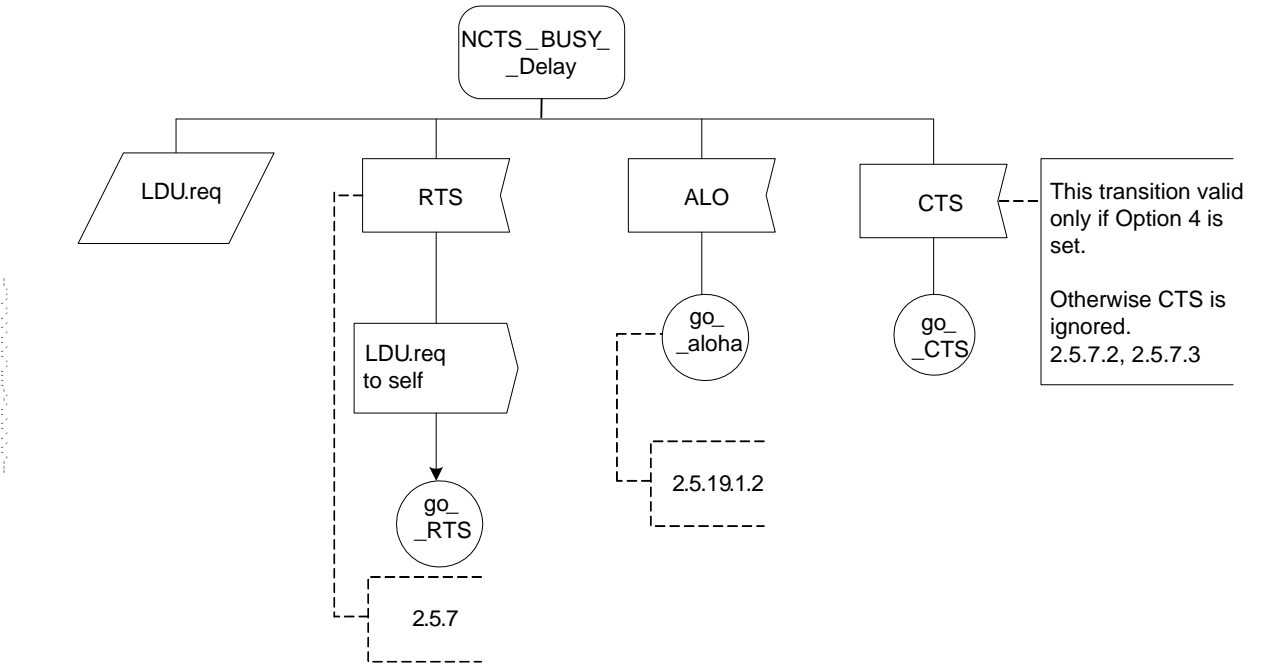 NCTS_BUSY_
_Delay
LDU.req
RTS
ALO
CTS
This transition valid
only if Option 4 is
set.
Otherwise CTS is
ignored.
2.5.7.2, 2.5.7.3
LDU.req
to self
go_
_aloha
go_
_CTS
2.5.19.1.2
go_
_RTS
2.5.7